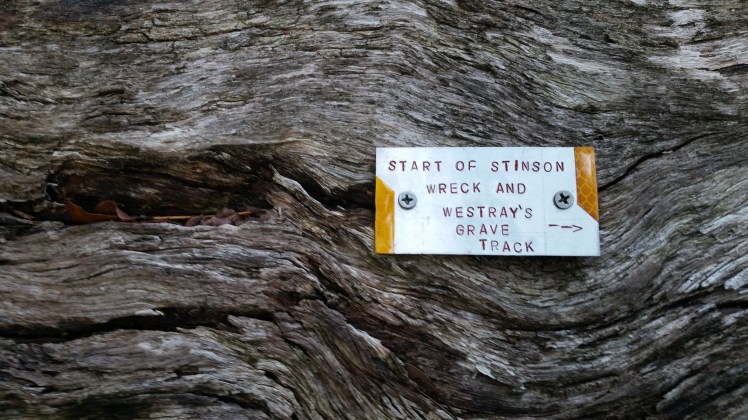 START OF STINSON
WRECK AND
WESTRAY'S
GRAVE -->
TRACK